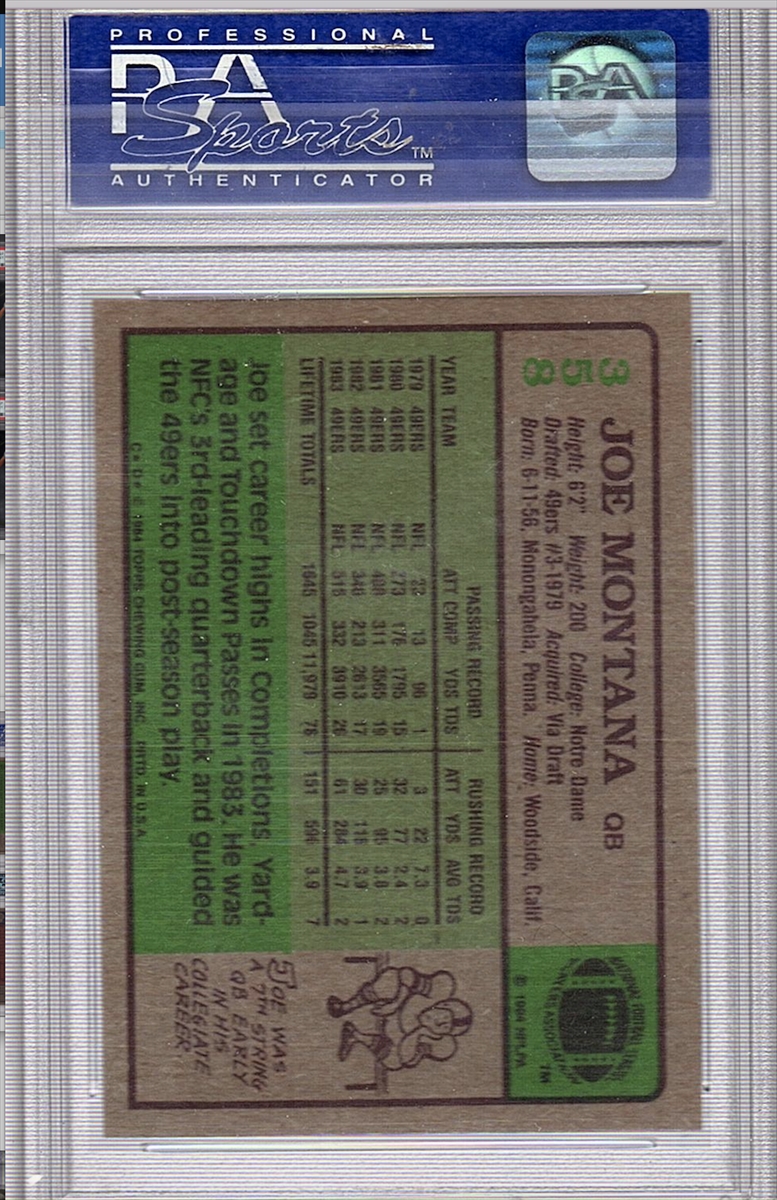 PROFESSIONAL
PSA
Sports™
AUTHENTICATOR
PSA
358
JOE MONTANA QB
Height: 6'2" Weight: 200 College: Notre Dame
Drafted: 49ers #3-1979 Acquired: Via Draft
Born: 6-11-56, Monongahela, Penna. Home: Woodside, Calif.
NATIONAL FOOTBALL LEAGUE
PLAYERS ASSOCIATION
TM
© 1984 NFLPA
PASSING RECORD RUSHING RECORD
YEAR TEAM ATT COMP YDS TDS ATT YDS AVG TDS
1979 49ERS NFL 23 13 96 1 3 22 7.3 0
1980 49ERS NFL 273 176 1795 15 32 77 2.4 2
1981 49ERS NFL 488 311 3565 19 25 95 3.8 2
1982 49ERS NFL 346 213 2613 17 30 118 3.9 1
1983 49ERS NFL 515 332 3910 26 61 284 4.7 2
LIFETIME TOTALS 1645 1045 11,979 78 151 596 3.9 7
Joe set career highs in Completions, Yard-
age and Touchdown Passes in 1983. He was
NFC's 3rd-leading quarterback and guided
the 49ers into post-season play.
© 1984 TOPPS CHEWING GUM, INC. PRTD. IN U.S.A.
JOE WAS
A 7TH STRING
QB EARLY
IN HIS
COLLEGIATE
CAREER.